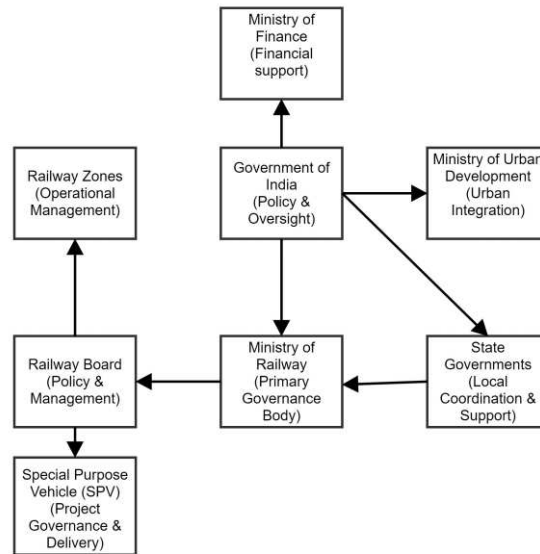 Ministry of
Finance
(Financial
support)
Railway Zones
(Operational
Management)
Government of
India
(Policy &
Oversight)
Ministry of Urban
Development
(Urban
Integration)
Railway Board
(Policy &
Management)
Ministry of
Railway
(Primary
Governance
Body)
State
Governments
(Local
Coordination &
Support)
Special Purpose
Vehicle (SPV)
(Project
Governance &
Delivery)